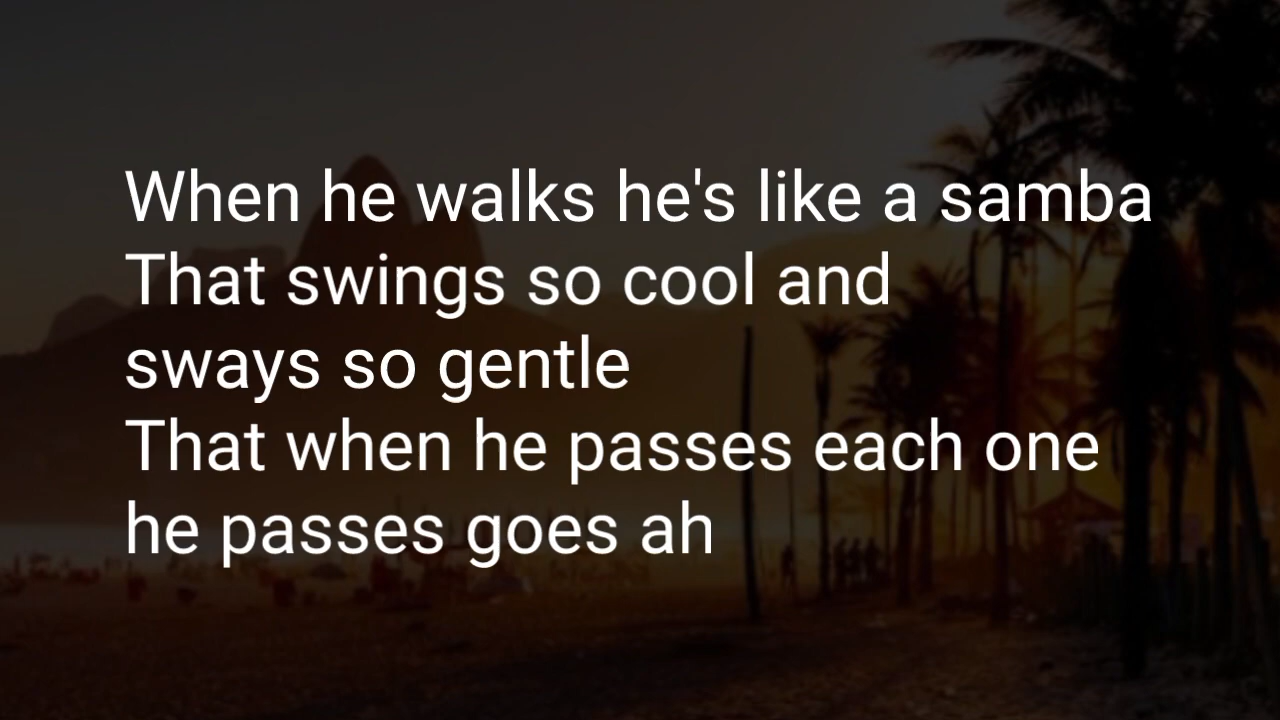 When he walks he's like a samba
That swings so cool and
sways so gentle
That when he passes each one
he passes goes ah